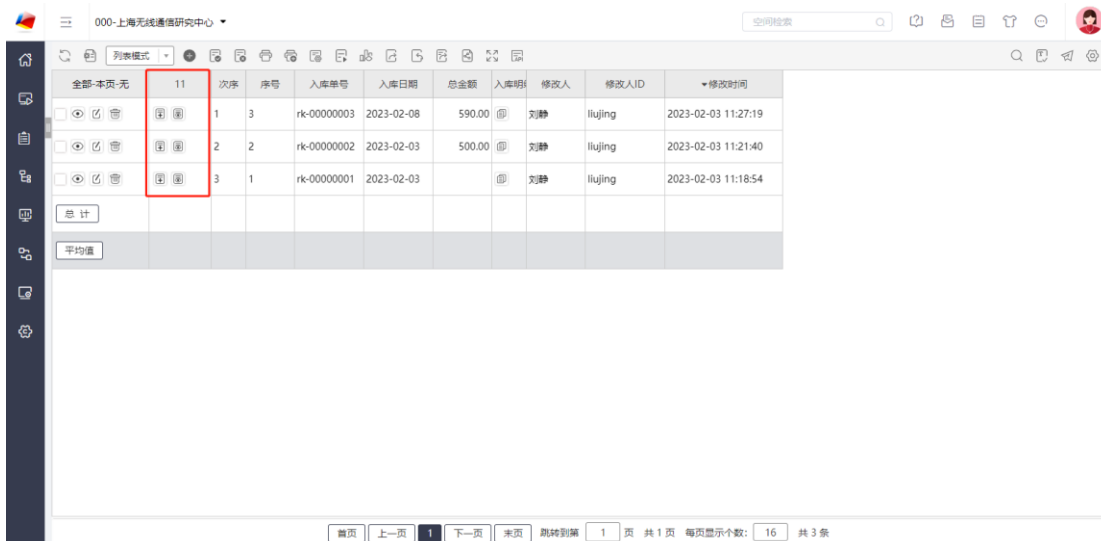 000-上海无线通信研究中心
空间检索
列表模式
全部-本页-无 11 次序 序号 入库单号 入库日期 总金额 入库明 修改人 修改人ID 修改时间
1 3 rk-00000003 2023-02-08 590.00 刘静 liujing 2023-02-03 11:27:19
2 2 rk-00000002 2023-02-03 500.00 刘静 liujing 2023-02-03 11:21:40
3 1 rk-00000001 2023-02-03 刘静 liujing 2023-02-03 11:18:54
总 计
平均值
首页 上一页 1 下一页 末页 跳转到第 1 页 共 1 页 每页显示个数: 16 共 3 条